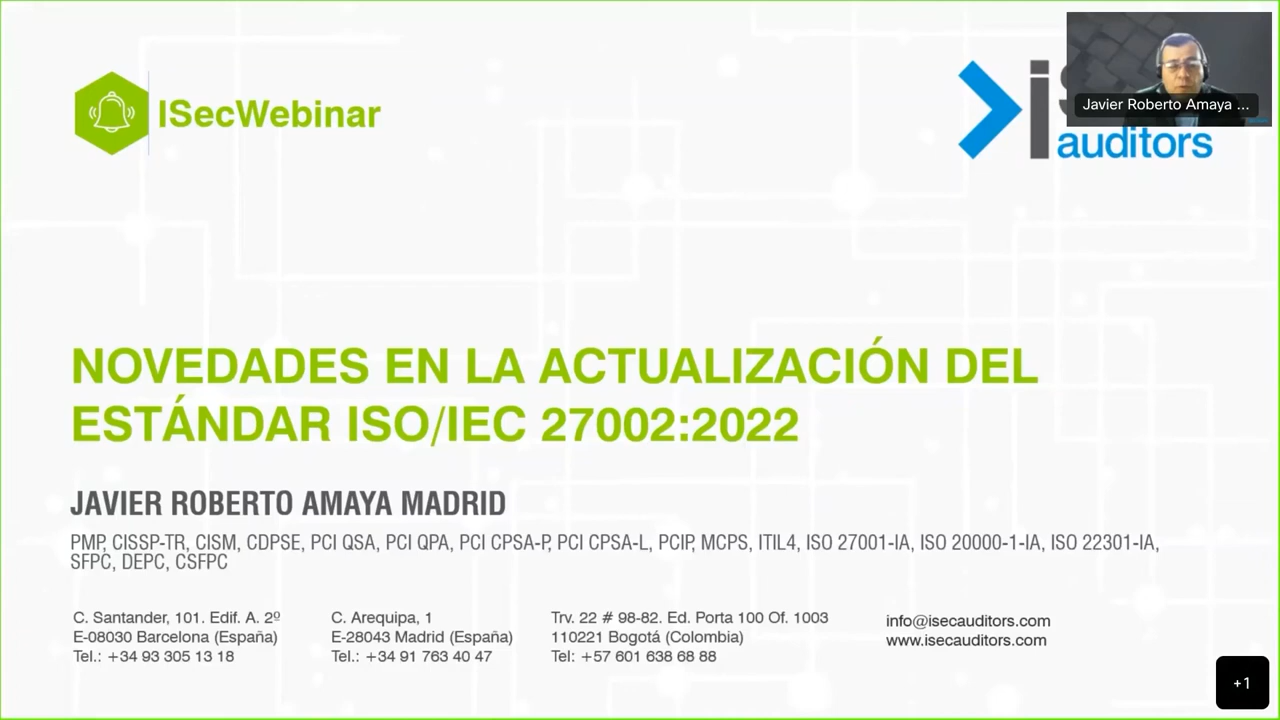 ISecWebinar
auditors
Javier Roberto Amaya ...
NOVEDADES EN LA ACTUALIZACIÓN DEL
ESTÁNDAR ISO/IEC 27002:2022
JAVIER ROBERTO AMAYA MADRID
PMP, CISSP-TR, CISM, CDPSE, PCI QSA, PCI QPA, PCI CPSA-P, PCI CPSA-L, PCIP, MCPS, ITIL4, ISO 27001-IA, ISO 20000-1-IA, ISO 22301-IA,
SFPC, DEPC, CSFPC
C. Santander, 101. Edif. A. 2º
E-08030 Barcelona (España)
Tel.: +34 93 305 13 18
C. Arequipa, 1
E-28043 Madrid (España)
Tel.: +34 91 763 40 47
Trv. 22 # 98-82. Ed. Porta 100 Of. 1003
110221 Bogotá (Colombia)
Tel: +57 601 638 68 88
info@isecauditors.com
www.isecauditors.com
+1